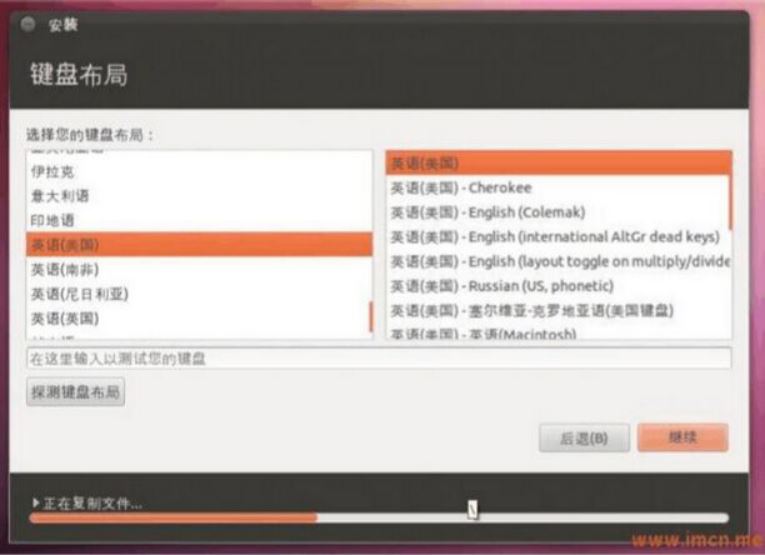 安装
键盘布局
选择您的键盘布局：
伊拉克
意大利语
印地语
英语(美国)
英语(南非)
英语(尼日利亚)
英语(英国)
英语(美国)
英语(美国) - Cherokee
英语(美国) - English (Colemak)
英语(美国) - English (international AltGr dead keys)
英语(美国) - English (layout toggle on multiply/divide
英语(美国) - Russian (US, phonetic)
英语(美国) - 塞尔维亚-克罗地亚语(美国键盘)
英语(美国) - 英语(Macintosh)
在这里输入以测试您的键盘
探测键盘布局
后退(B)
继续
正在复制文件...
www.imcn.me